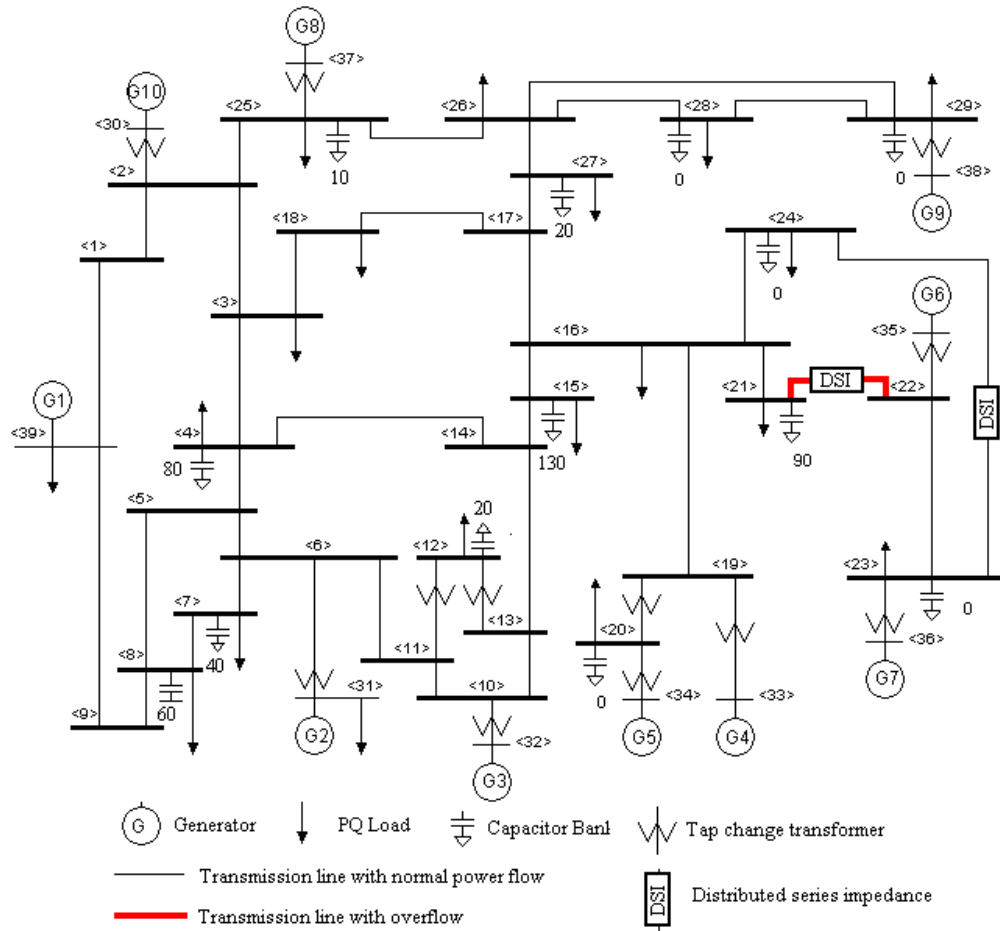 G8
<37>
G10
<30>
<25>
<26>
<28>
<29>
10
0
0
<2>
<27>
<38>
G9
<18>
<17>
20
<24>
<1>
0
G6
<3>
<16>
<35>
G1
<15>
<21>
DSI
<22>
DSI
<39>
<4>
<14>
80
130
90
<5>
20
<6>
<12>
<19>
<7>
<13>
<20>
<23>
0
<8>
40
<11>
<31>
<10>
0
<34>
<33>
<36>
60
G7
<9>
G2
G5
G4
<32>
G3
G Generator
PQ Load
Capacitor Banl
Tap change transformer
Transmission line with normal power flow
Transmission line with overflow
DSI Distributed series impedance